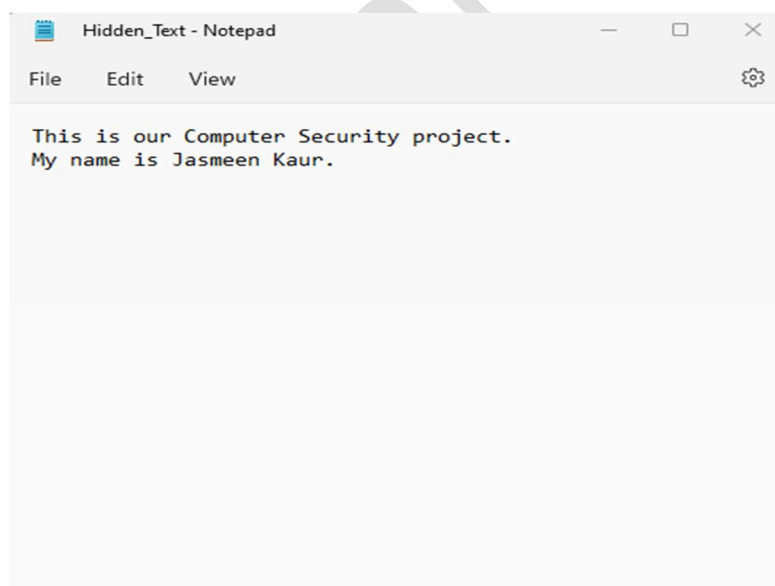 Hidden_Text - Notepad
File Edit View
This is our Computer Security project.
My name is Jasmeen Kaur.